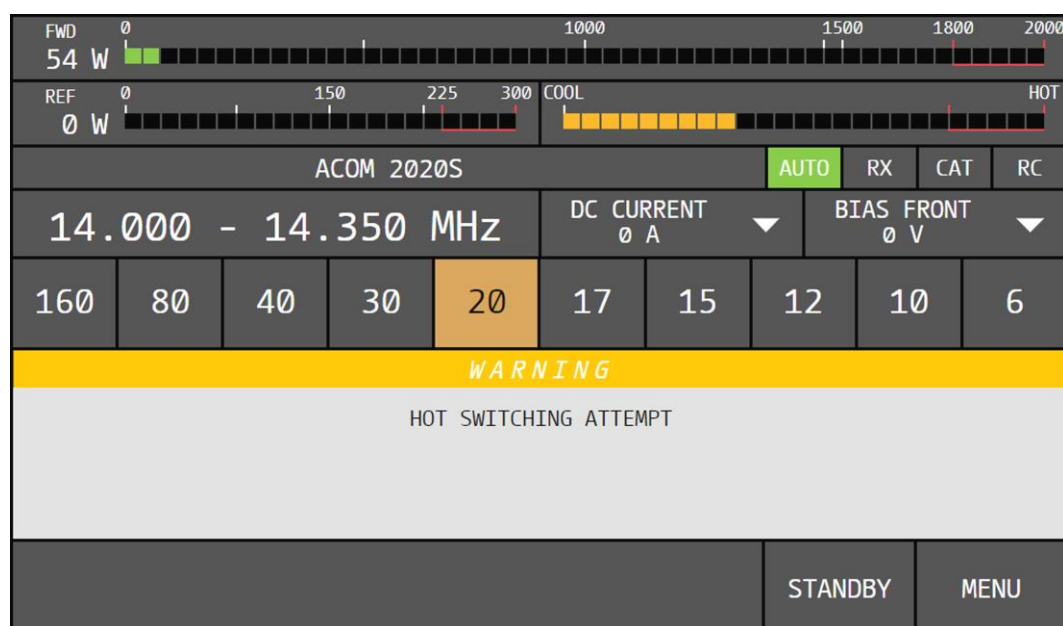 FWD 0 1000 1500 1800 2000
54 W
REF 0 150 225 300 COOL HOT
0 W
ACOM 2020S AUTO RX CAT RC
14.000 - 14.350 MHz DC CURRENT BIAS FRONT
0 A 0 V
160 80 40 30 20 17 15 12 10 6
WARNING
HOT SWITCHING ATTEMPT
STANDBY MENU